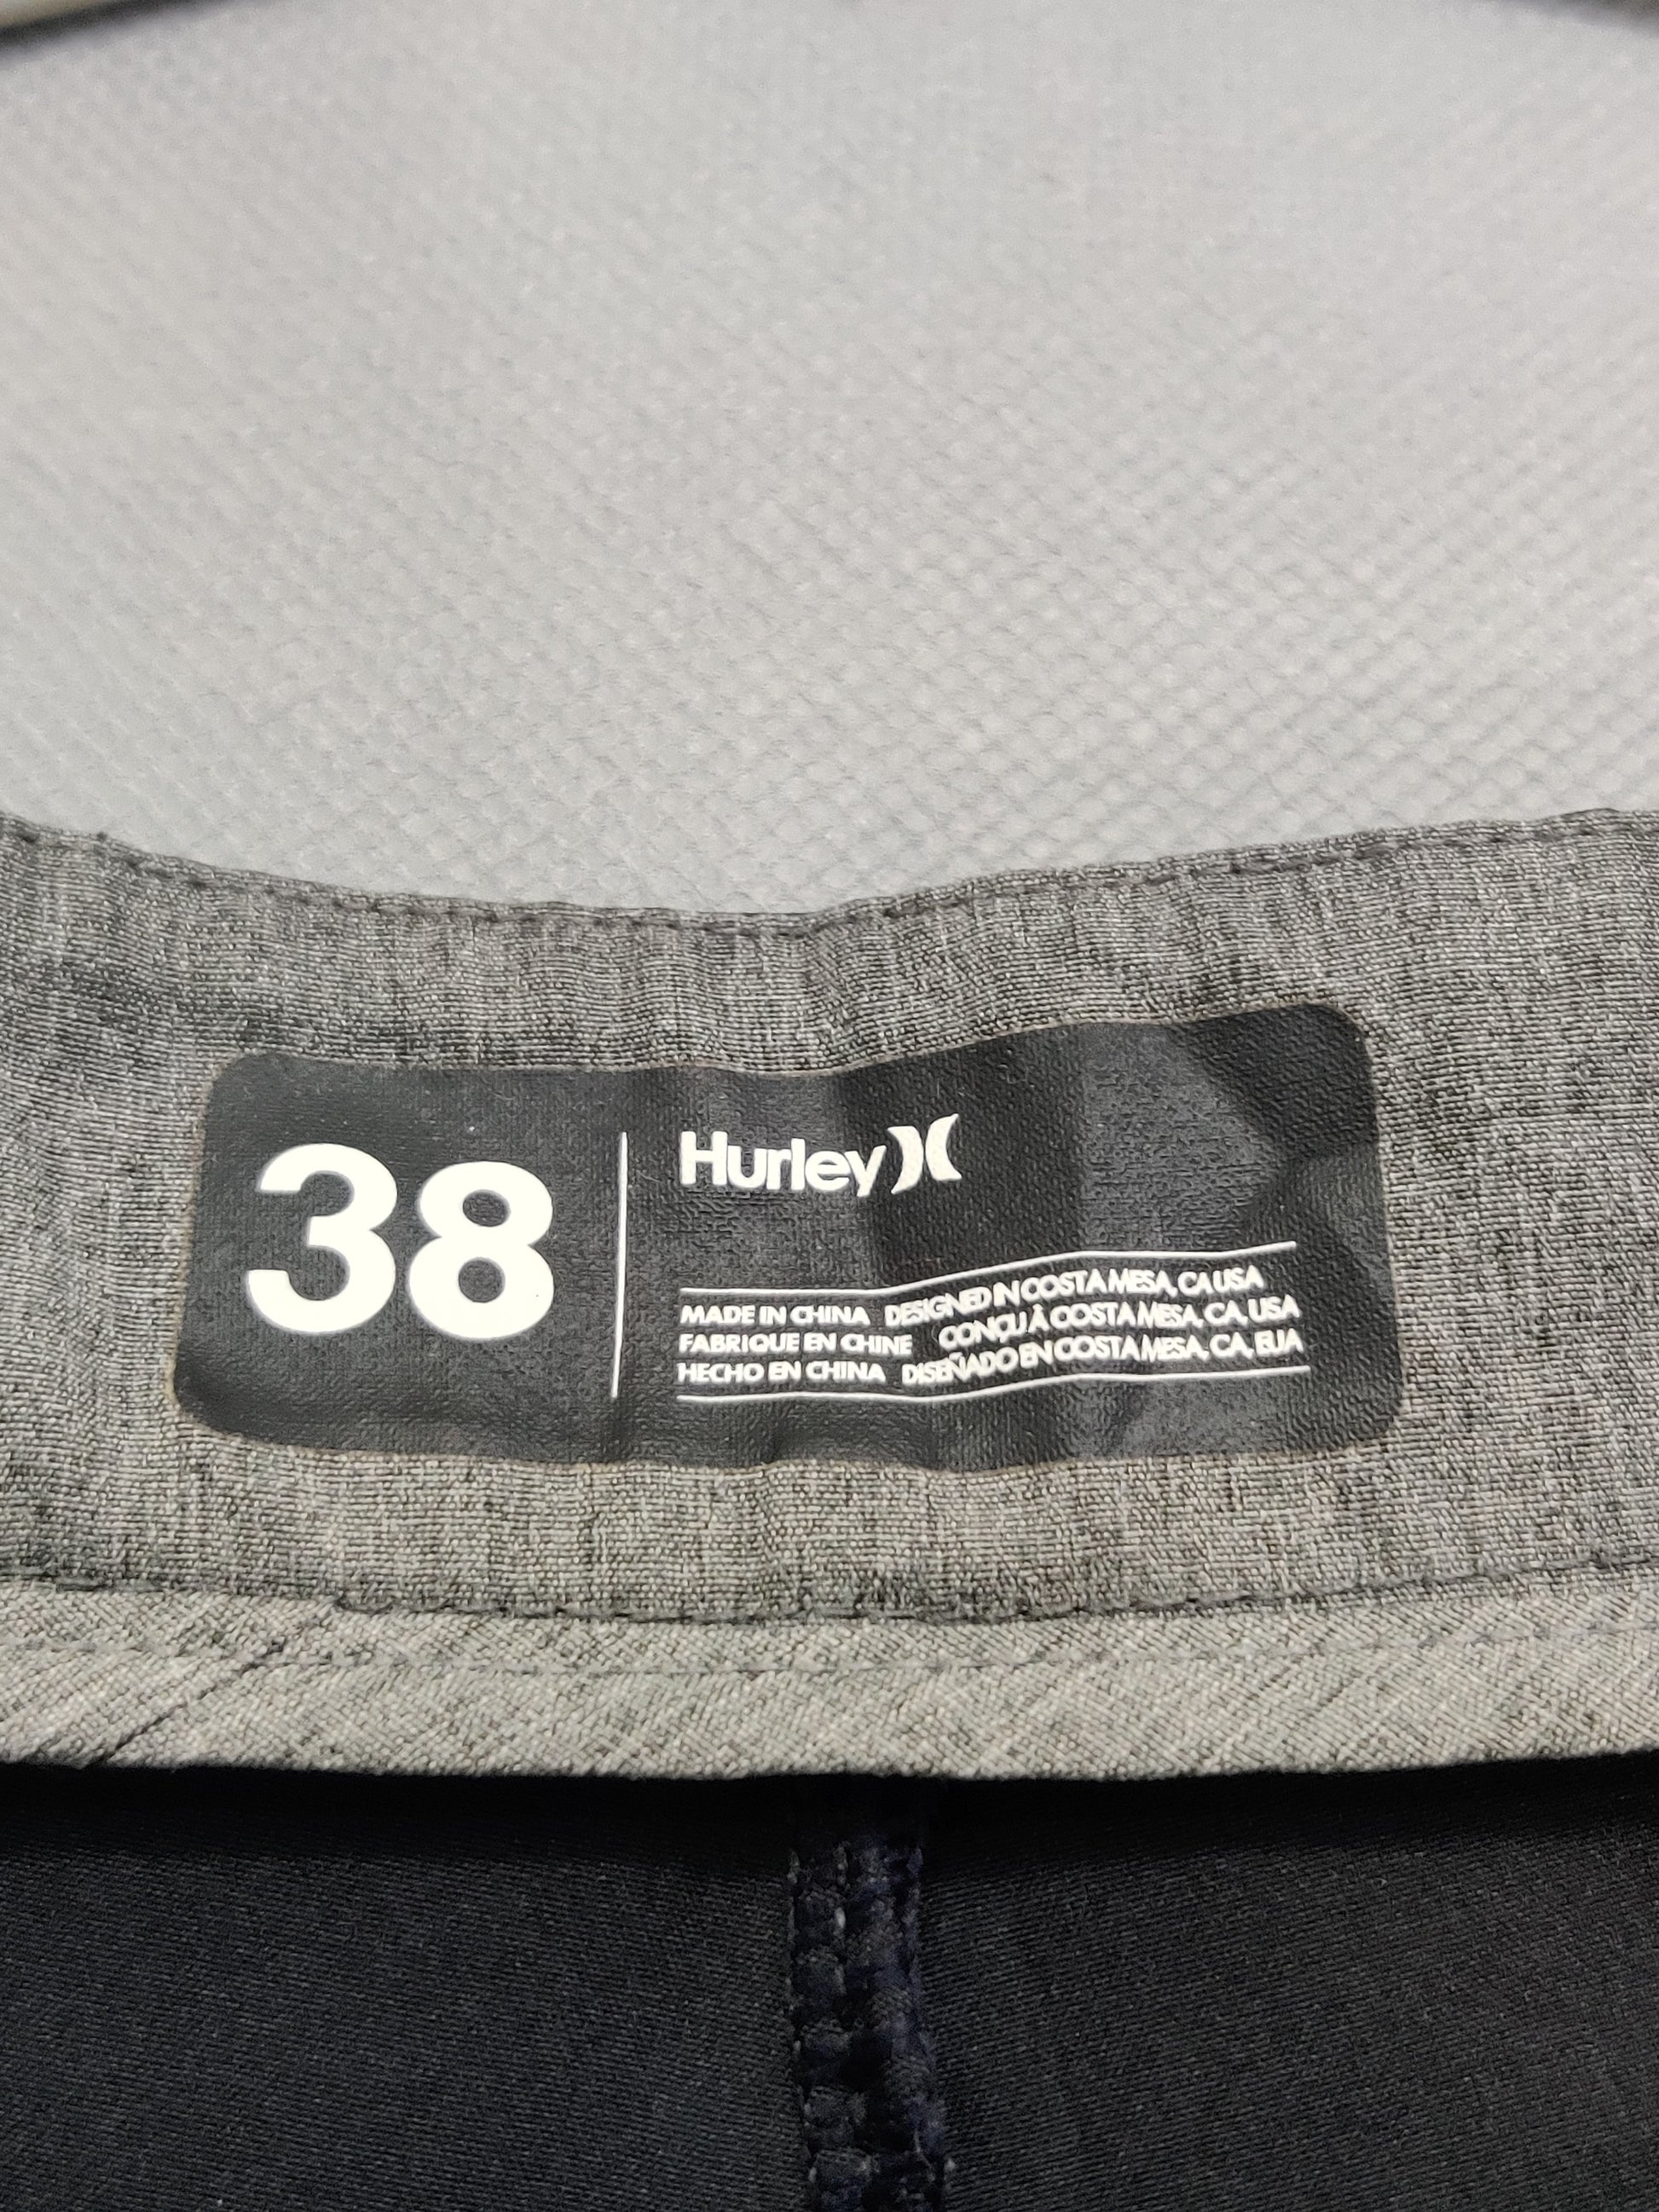 38
Hurley
MADE IN CHINA DESIGNED IN COSTA MESA, CA USA
FABRIQUE EN CHINE CONÇU À COSTA MESA, CA, USA
HECHO EN CHINA DISEÑADO EN COSTA MESA, CA, EUA